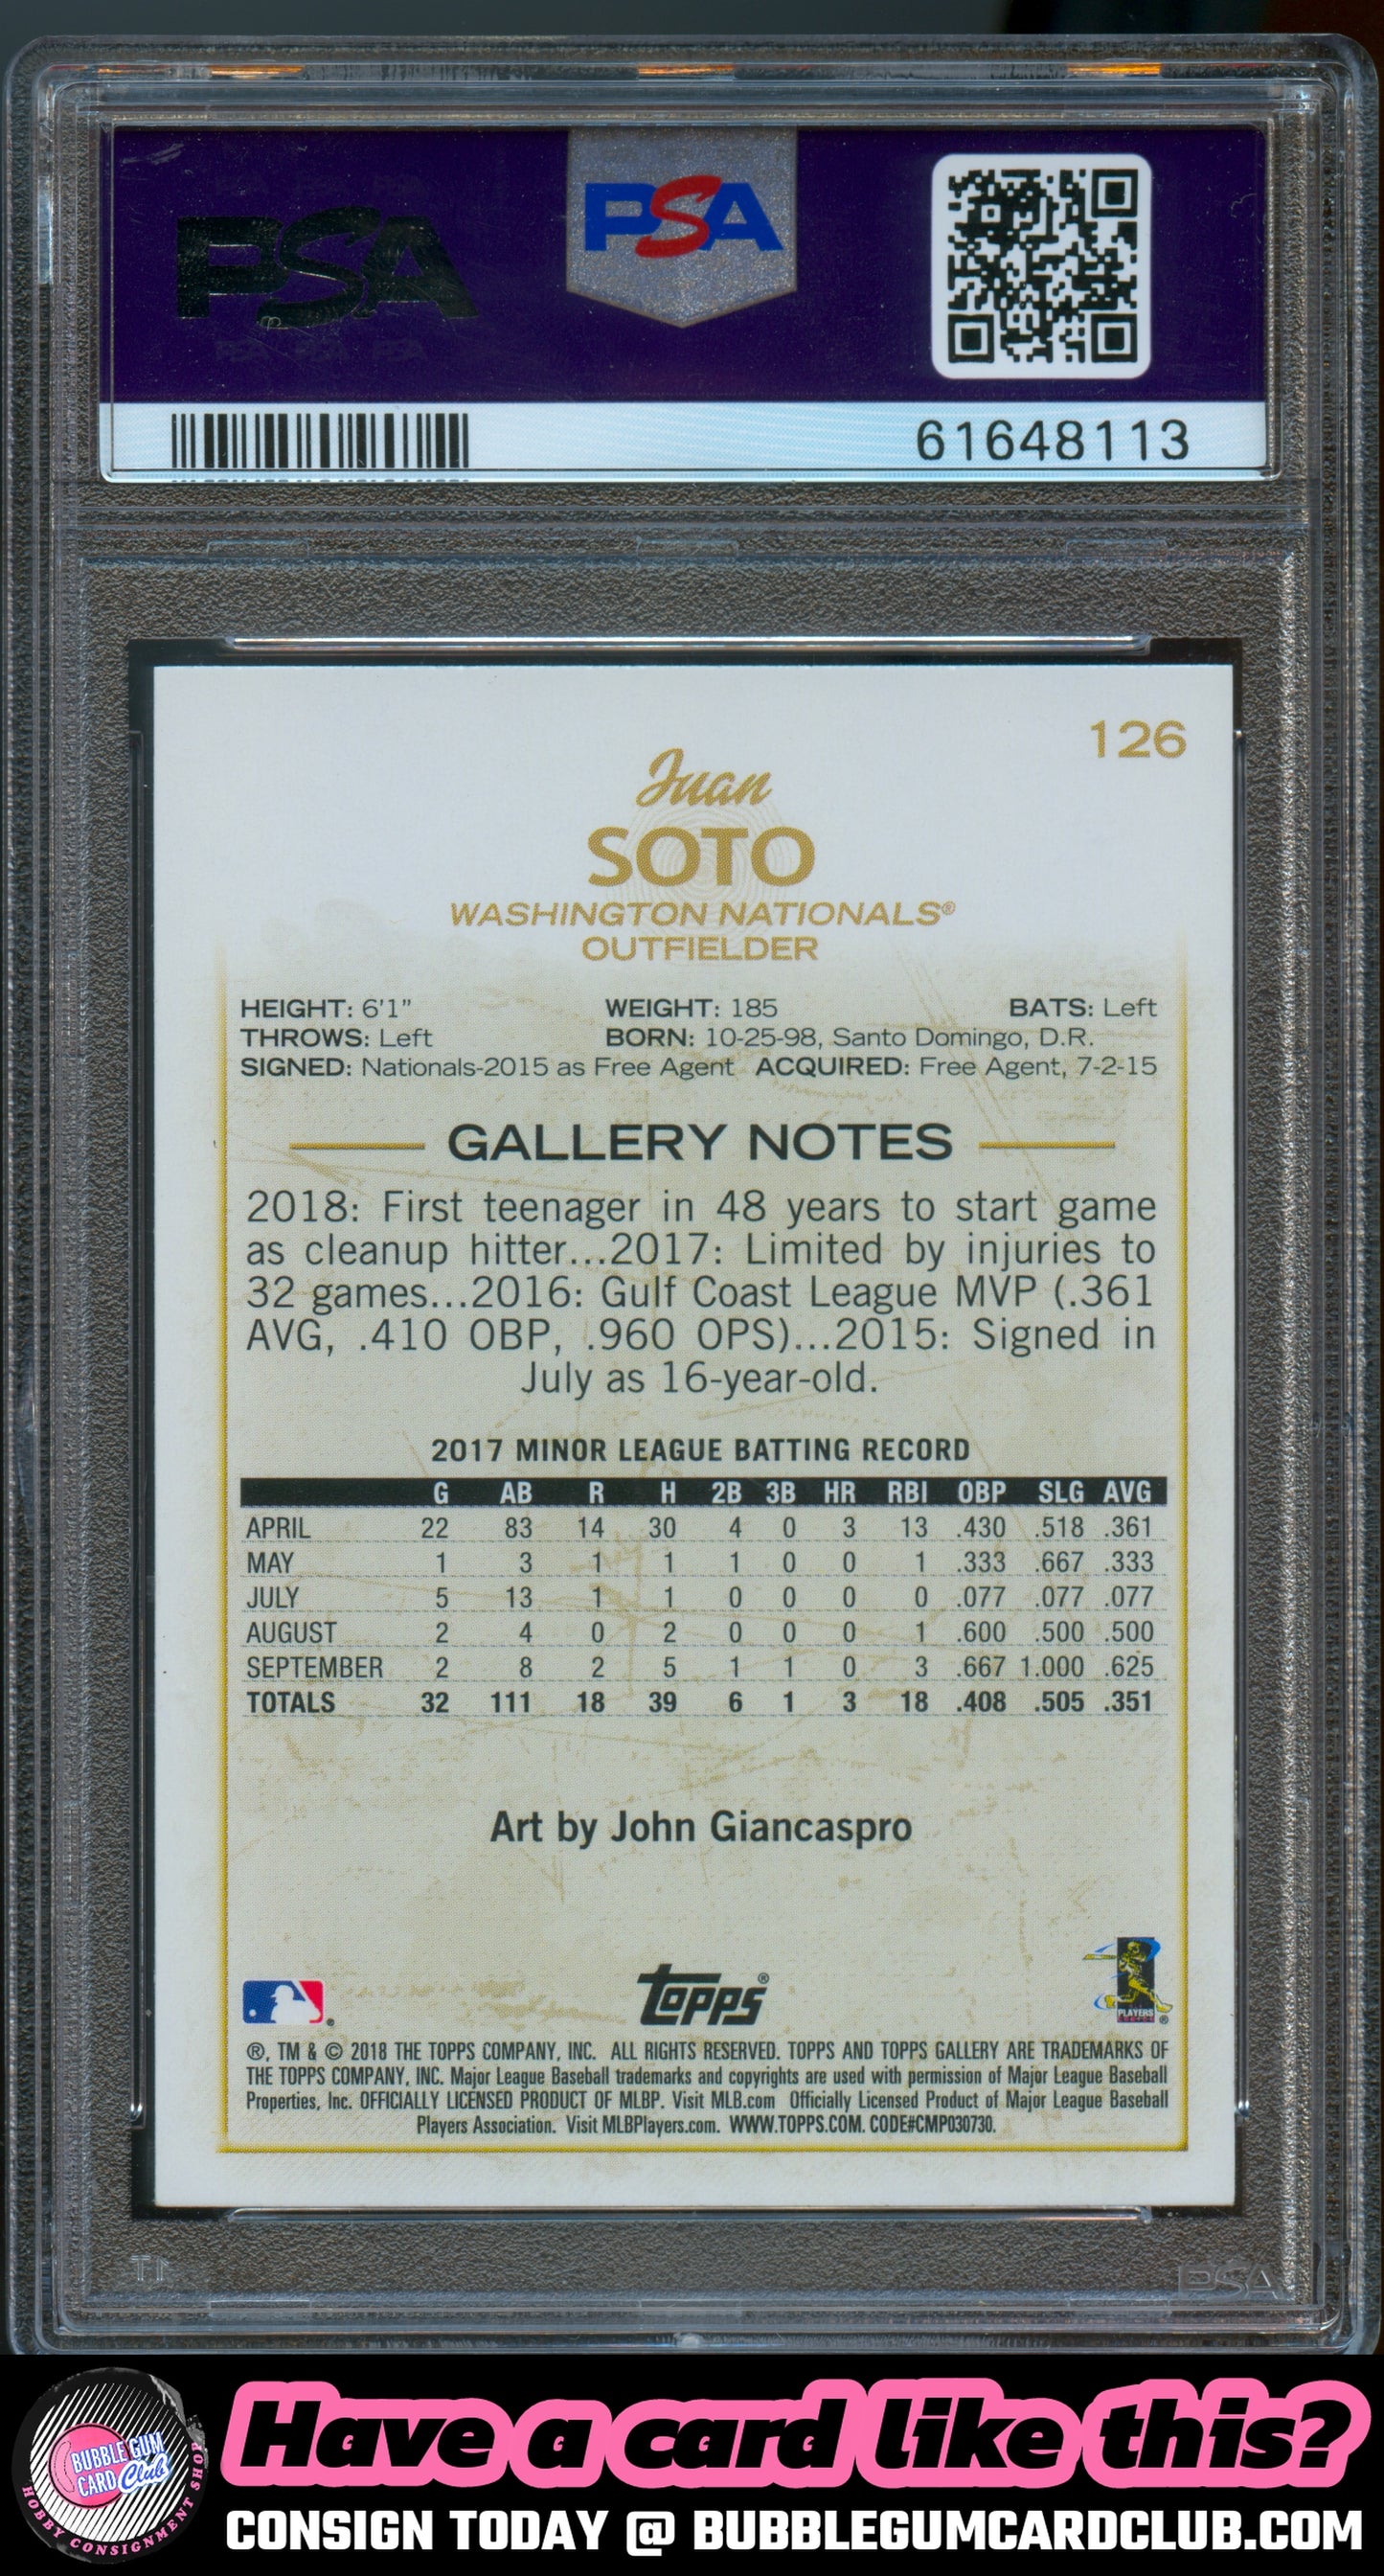 PSA
PSA
61648113
126
Juan
SOTO
WASHINGTON NATIONALS®
OUTFIELDER
HEIGHT: 6'1" WEIGHT: 185 BATS: Left
THROWS: Left BORN: 10-25-98, Santo Domingo, D.R.
SIGNED: Nationals-2015 as Free Agent ACQUIRED: Free Agent, 7-2-15
GALLERY NOTES
2018: First teenager in 48 years to start game
as cleanup hitter...2017: Limited by injuries to
32 games...2016: Gulf Coast League MVP (.361
AVG, .410 OBP, .960 OPS)...2015: Signed in
July as 16-year-old.
2017 MINOR LEAGUE BATTING RECORD
G AB R H 2B 3B HR RBI OBP SLG AVG
APRIL 22 83 14 30 4 0 3 13 .430 .518 .361
MAY 1 3 1 1 1 0 0 1 .333 .667 .333
JULY 5 13 1 1 0 0 0 0 .077 .077 .077
AUGUST 2 4 0 2 0 0 0 1 .600 .500 .500
SEPTEMBER 2 8 2 5 1 1 0 3 .667 1.000 .625
TOTALS 32 111 18 39 6 1 3 18 .408 .505 .351
Art by John Giancaspro
topps®
PLAYERS
®, TM & © 2018 THE TOPPS COMPANY, INC. ALL RIGHTS RESERVED. TOPPS AND TOPPS GALLERY ARE TRADEMARKS OF
THE TOPPS COMPANY, INC. Major League Baseball trademarks and copyrights are used with permission of Major League Baseball
Properties, Inc. OFFICIALLY LICENSED PRODUCT OF MLBP. Visit MLB.com Officially Licensed Product of Major League Baseball
Players Association. Visit MLBPlayers.com. WWW.TOPPS.COM. CODE#CMP030730.
PSA
BUBBLE GUM
CARD Club
HOBBY CONSIGNMENT SHOP
Have a card like this?
CONSIGN TODAY @ BUBBLEGUMCARDCLUB.COM